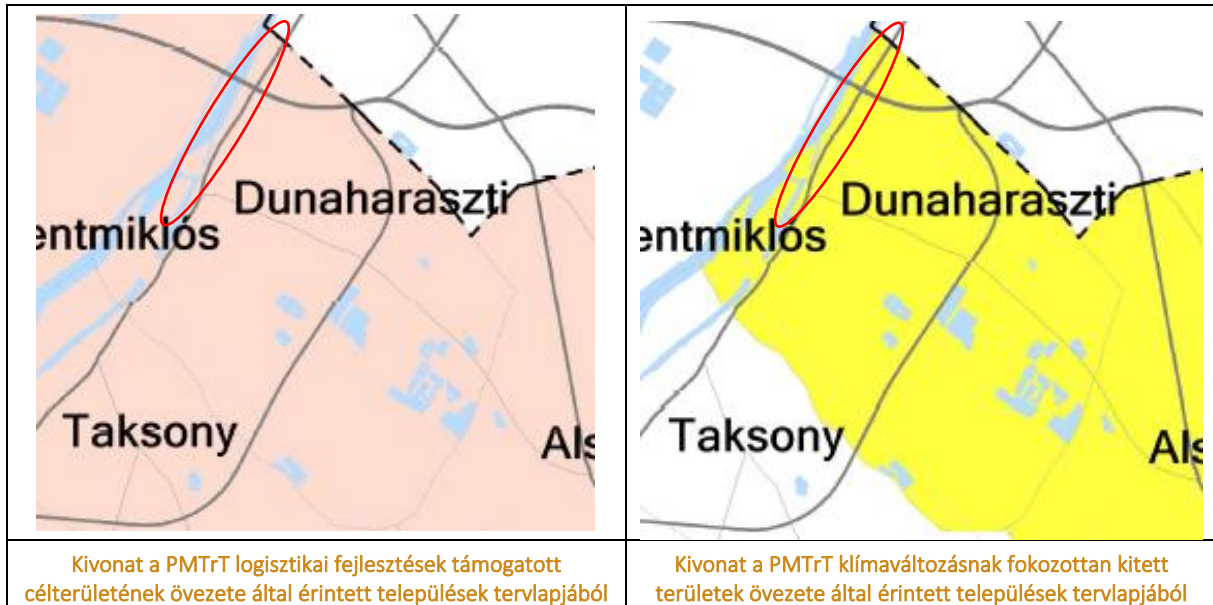 Dunaharaszti
entmiklós
Taksony
Als
Kivonat a PMTrT logisztikai fejlesztések támogatott
célterületének övezete által érintett települések tervlapjából
Dunaharaszti
entmiklós
Taksony
Als
Kivonat a PMTrT klímaváltozásnak fokozottan kitett
területek övezete által érintett települések tervlapjából